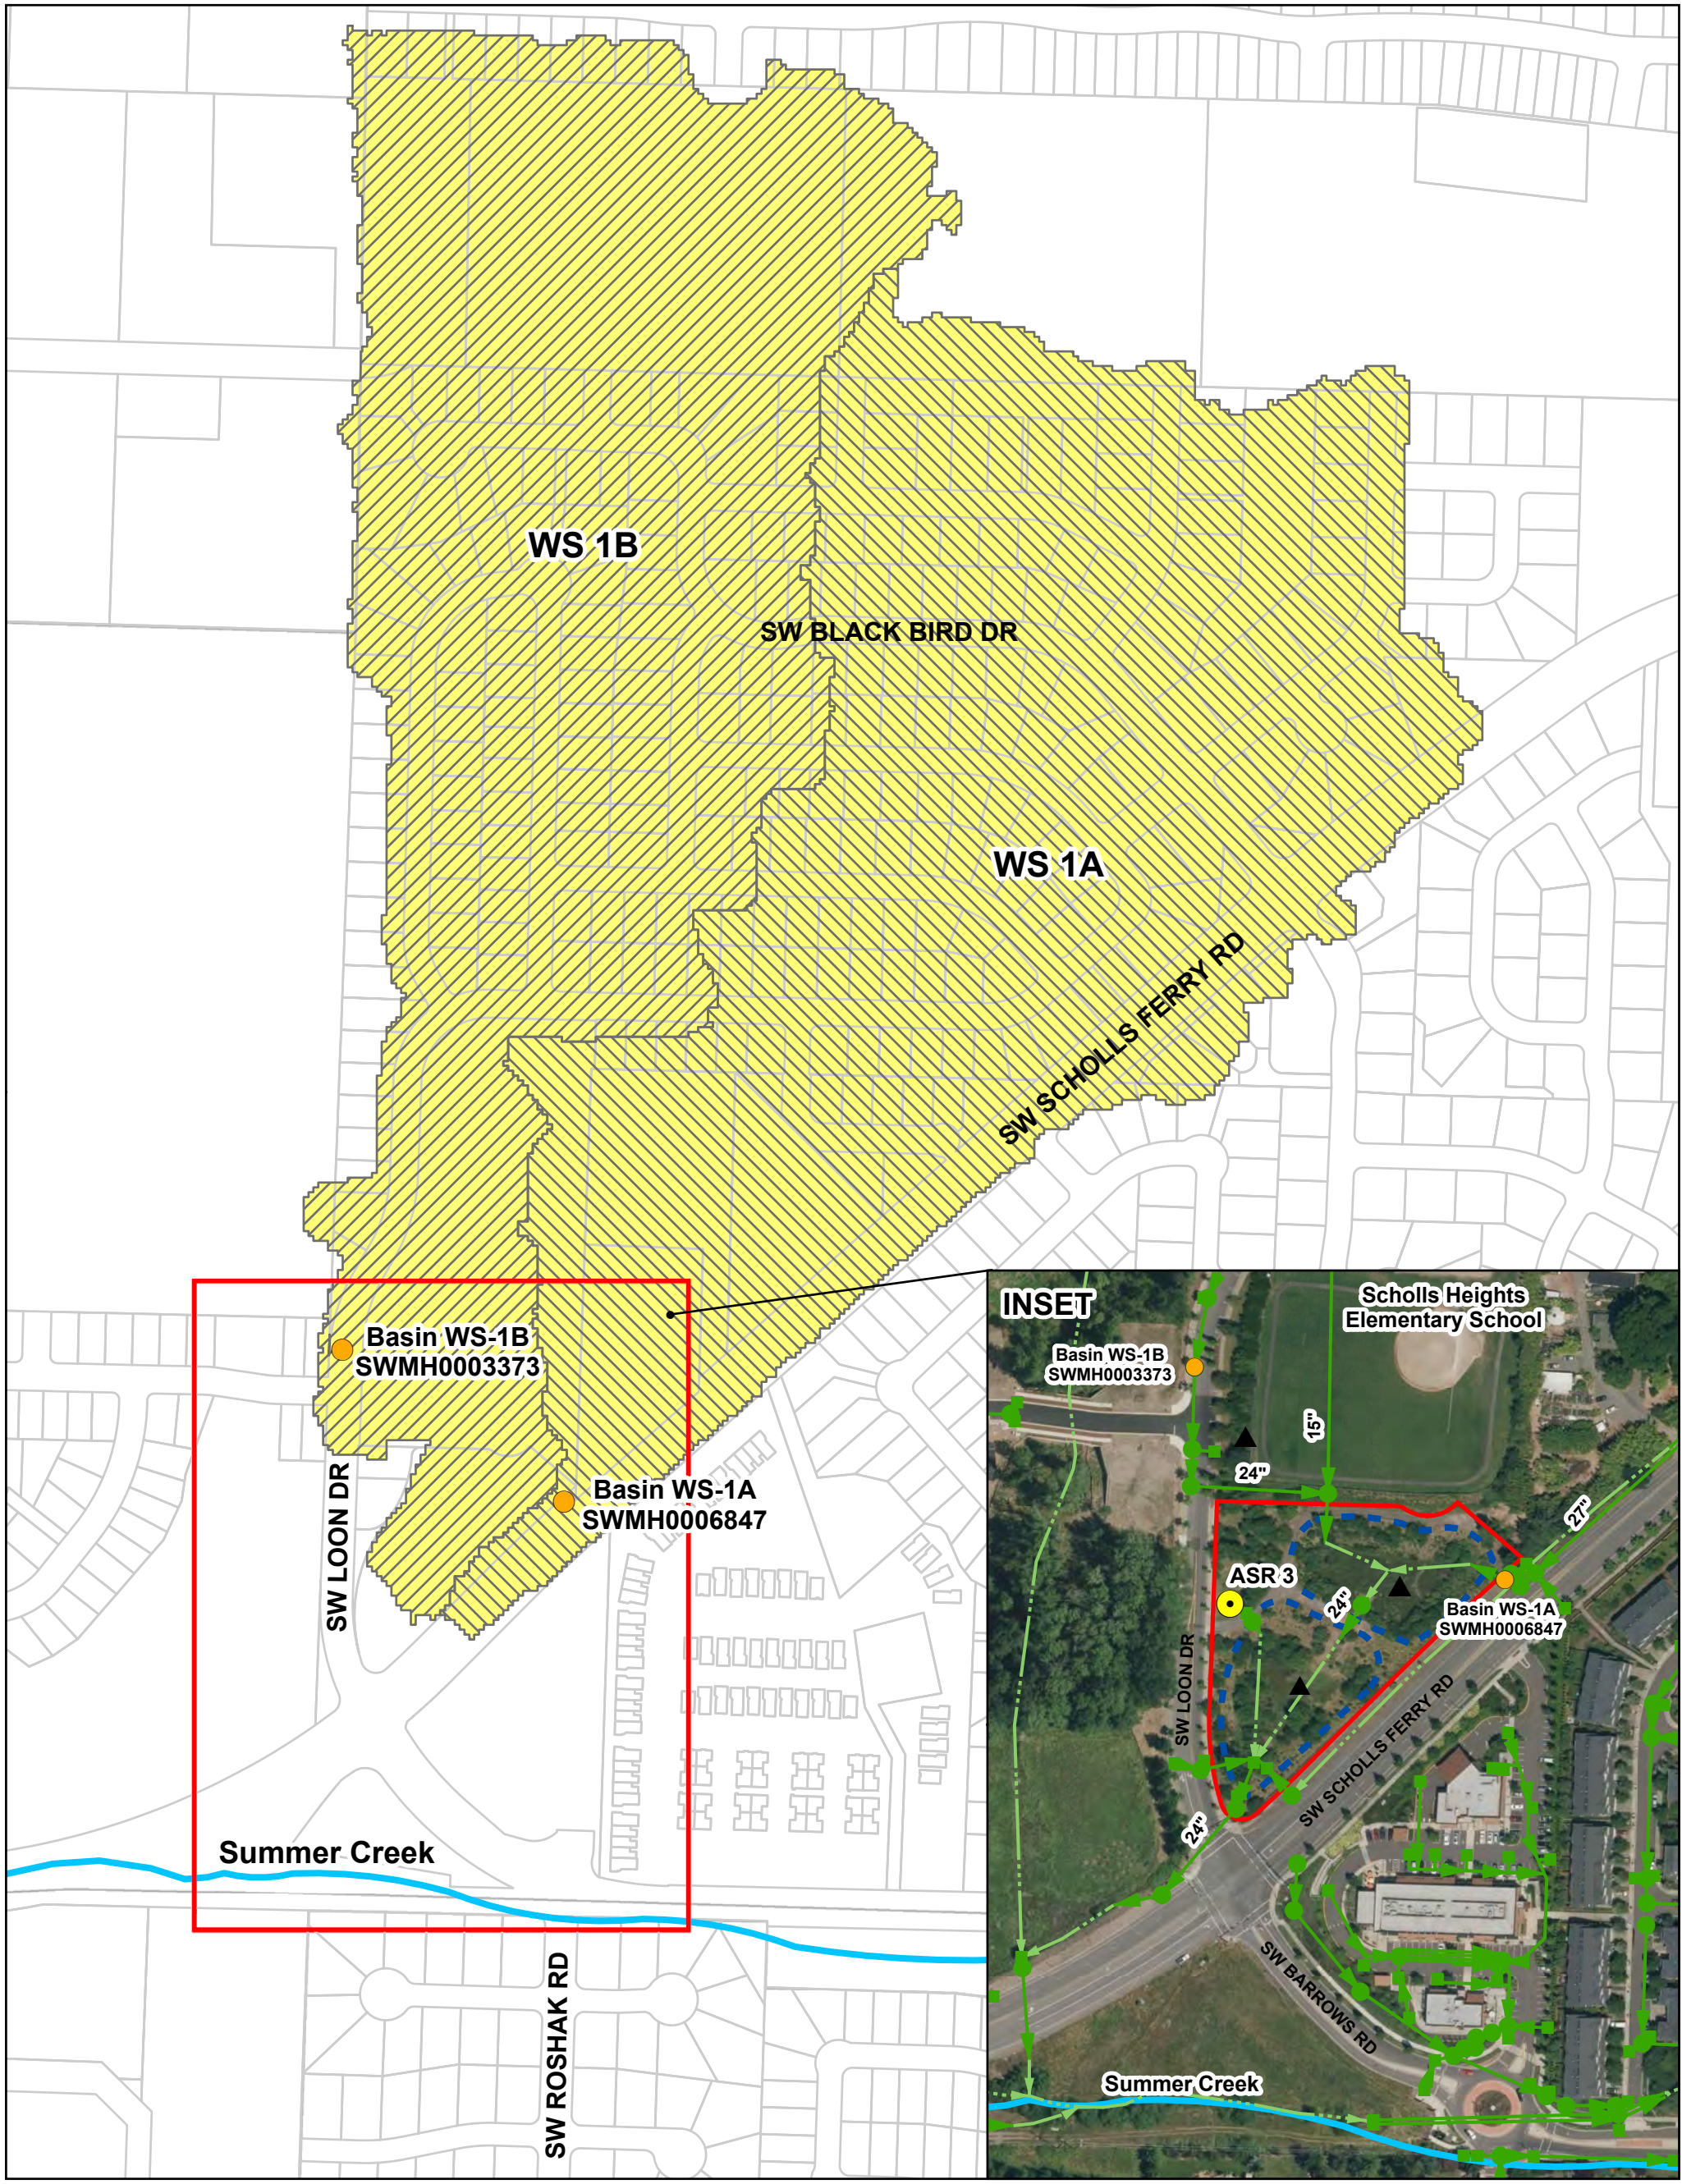 WS 1B
SW BLACK BIRD DR
WS 1A
SW SCHOLLS FERRY RD
Basin WS-1B
SWMH0003373
Basin WS-1A
SWMH0006847
SW LOON DR
Summer Creek
SW ROSHAK RD
INSET
Scholls Heights
Elementary School
Basin WS-1B
SWMH0003373
15"
24"
27"
ASR 3
24"
Basin WS-1A
SWMH0006847
SW LOON DR
SW SCHOLLS FERRY RD
24"
SW BARROWS RD
Summer Creek